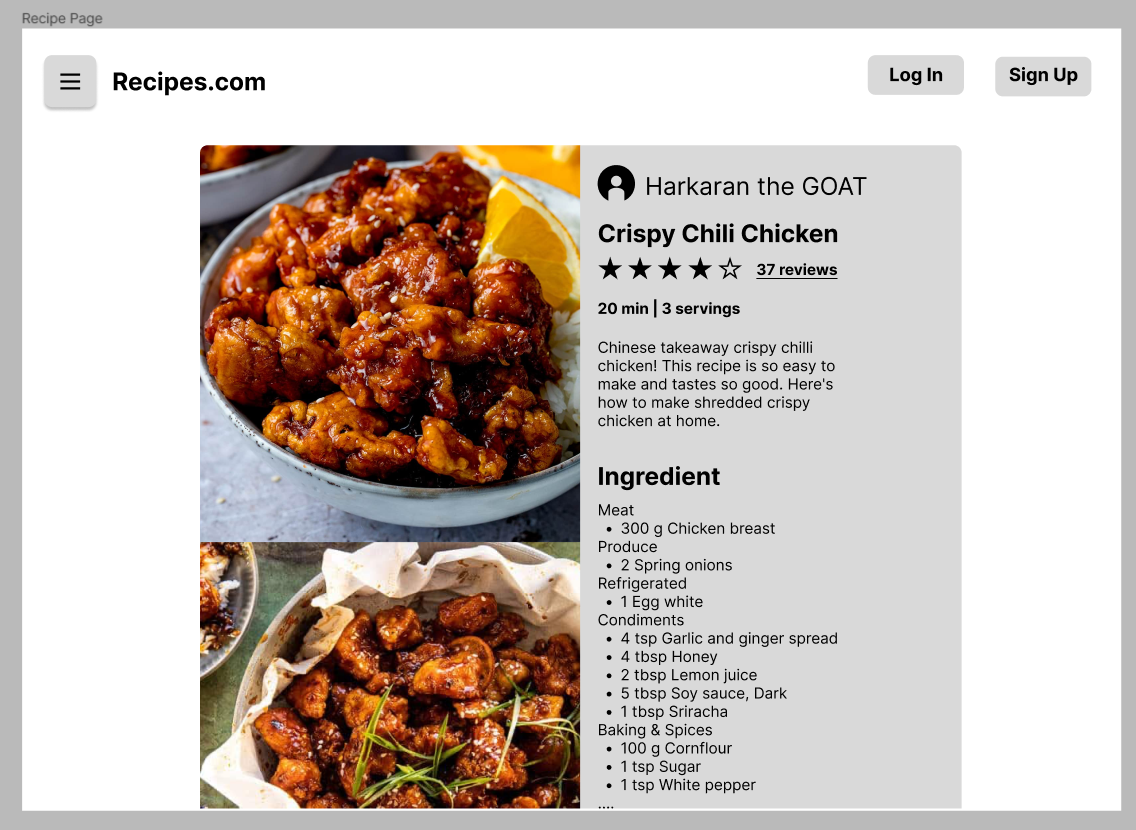 Recipe Page
Recipes.com
Log In
Sign Up
Harkaran the GOAT
Crispy Chili Chicken
37 reviews
20 min | 3 servings
Chinese takeaway crispy chilli
chicken! This recipe is so easy to
make and tastes so good. Here's
how to make shredded crispy
chicken at home.
Ingredient
Meat
• 300 g Chicken breast
Produce
• 2 Spring onions
Refrigerated
• 1 Egg white
Condiments
• 4 tsp Garlic and ginger spread
• 4 tbsp Honey
• 2 tbsp Lemon juice
• 5 tbsp Soy sauce, Dark
• 1 tbsp Sriracha
Baking & Spices
• 100 g Cornflour
• 1 tsp Sugar
• 1 tsp White pepper
....